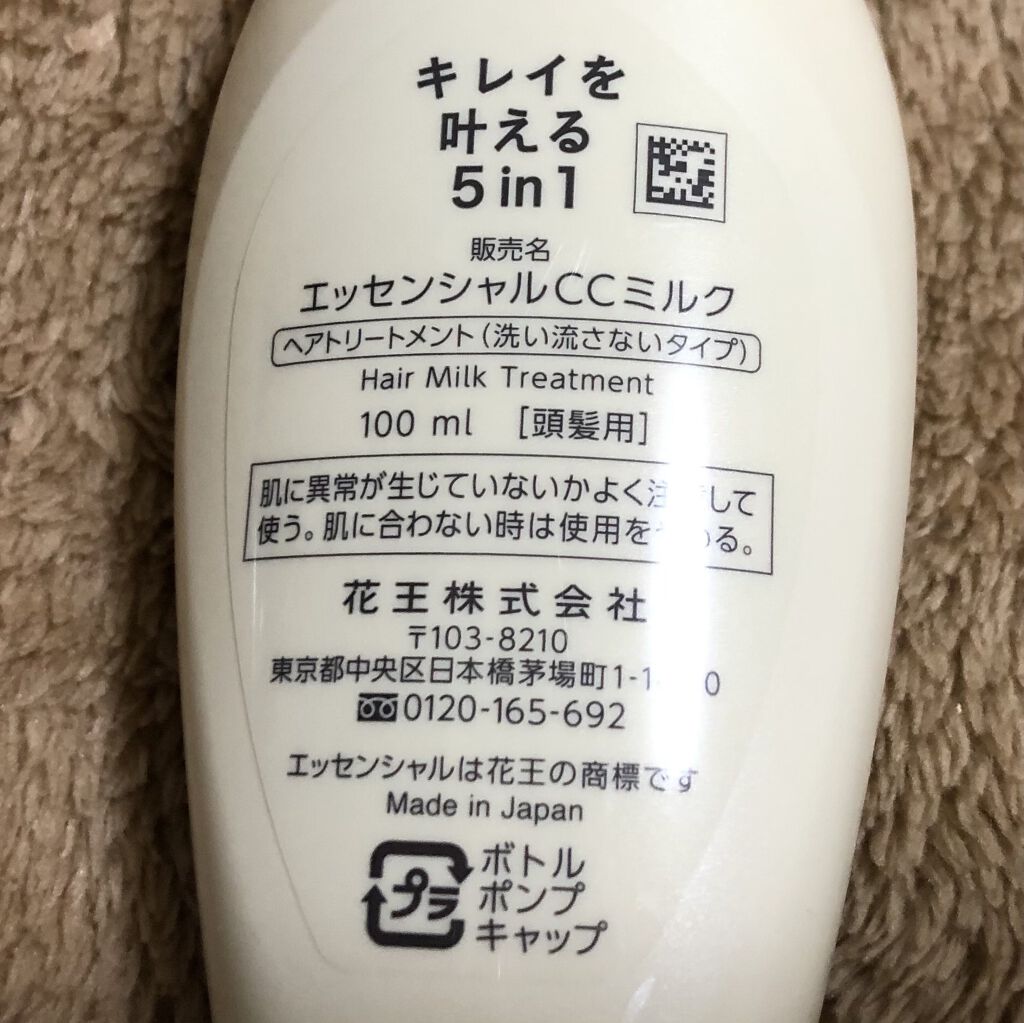 キレイを
叶える
5 in 1
販売名
エッセンシャルCCミルク
ヘアトリートメント(洗い流さないタイプ)
Hair Milk Treatment
100 ml [頭髪用]
肌に異常が生じていないかよく して
使う。肌に合わない時は使用を る。
花王株式会社
〒103-8210
東京都中央区日本橋茅場町
0120-165-692
エッセンシャルは花王の商標です
Made in Japan
プラ
ボトル
ポンプ
キャップ